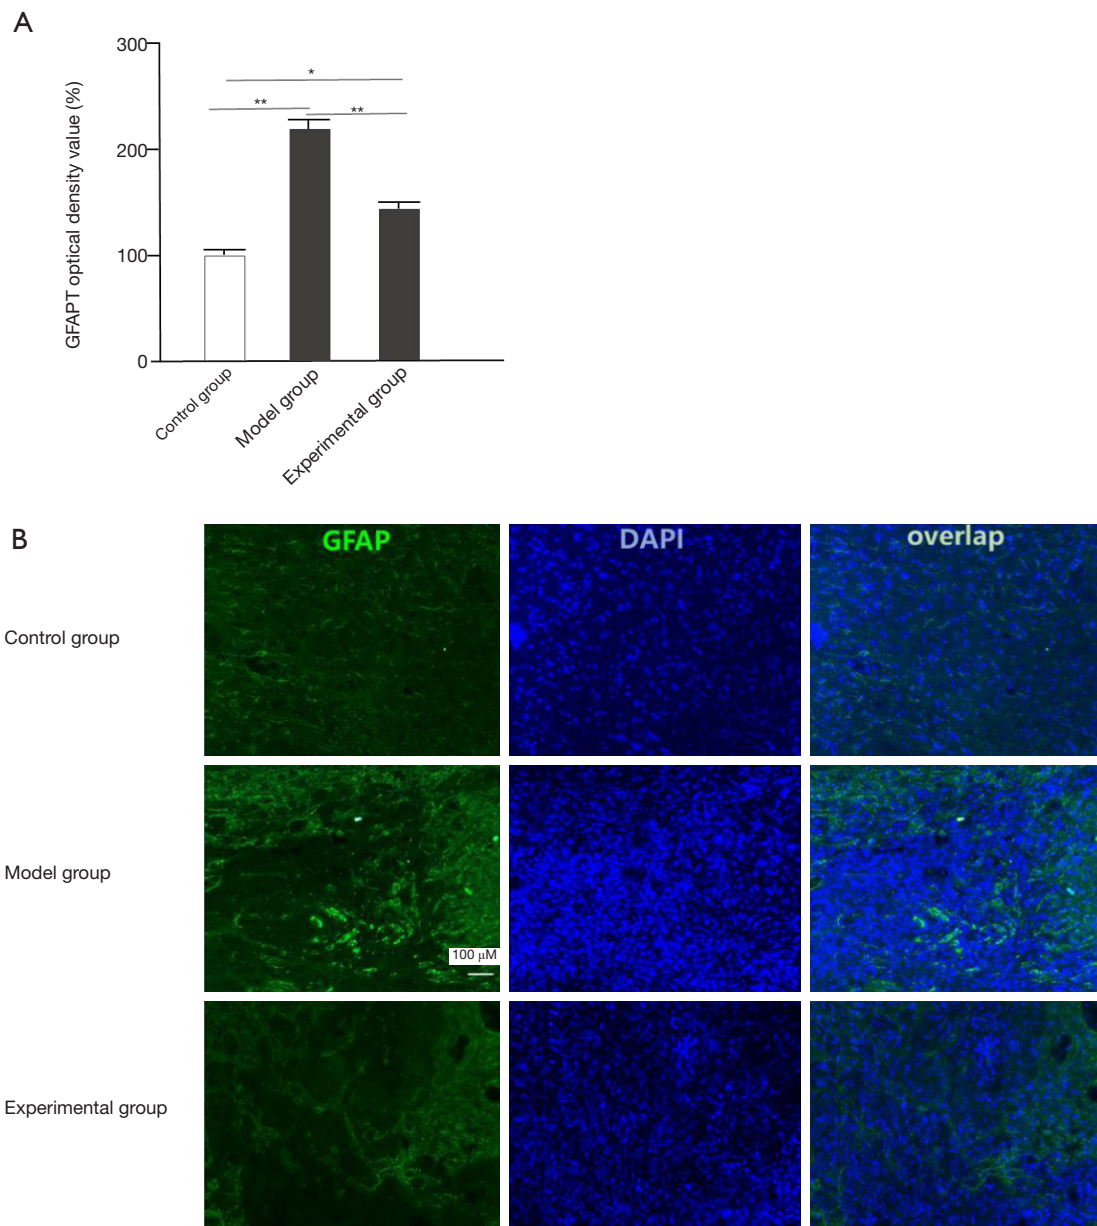 A
GFAPT optical density value (%)
300
200
100
0
*
**
**
Control group
Model group
Experimental group
B
GFAP
DAPI
overlap
Control group
Model group
100 μM
Experimental group